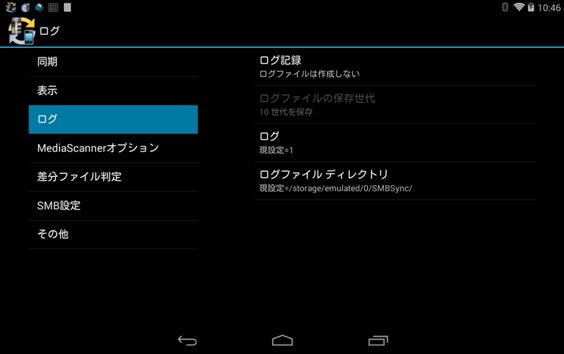 10:46
ログ
同期
表示
ログ
MediaScannerオプション
差分ファイル判定
SMB設定
その他
ログ記録
ログファイルは作成しない
ログファイルの保存世代
10 世代を保存
ログ
現設定=1
ログファイル ディレクトリ
現設定=/storage/emulated/0/SMBSync/